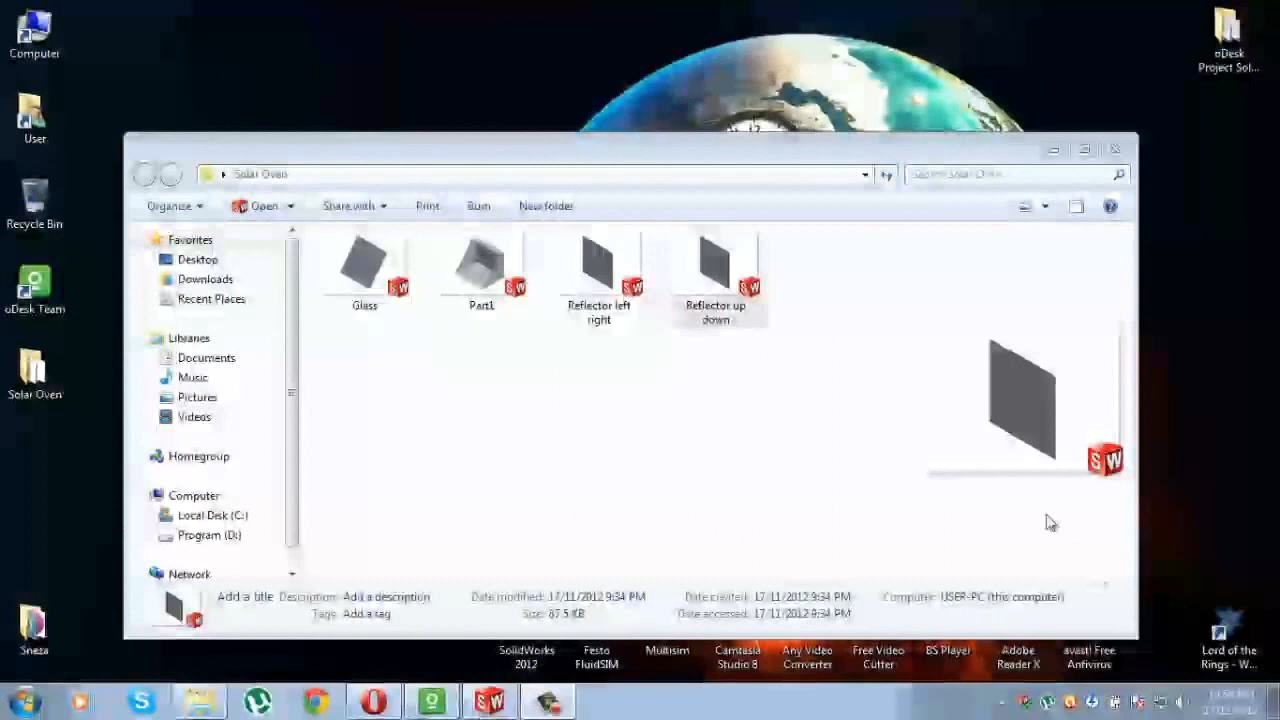 Computer
User
Recycle Bin
oDesk Team
Solar Oven
Sneza
oDesk
Project Sol...
Solar Oven
Search Solar Oven
Organize
Open
Share with
Print
Burn
New folder
Favorites
Desktop
Downloads
Recent Places
Libraries
Documents
Music
Pictures
Videos
Homegroup
Computer
Local Disk (C:)
Program (D:)
Network
Glass
Part1
Reflector left
right
Reflector up
down
SW
Add a title
Description: Add a description
Tags: Add a tag
Date modified: 17/11/2012 9:34 PM
Size: 87.5 KB
Date created: 17/11/2012 9:34 PM
Date accessed: 17/11/2012 9:34 PM
Computer: USER-PC (this computer)
SolidWorks
2012
Festo
FluidSIM
Multisim
Camtasia
Studio 8
Any Video
Converter
Free Video
Cutter
BS Player
Adobe
Reader X
avast! Free
Antivirus
Lord of the
Rings - W...